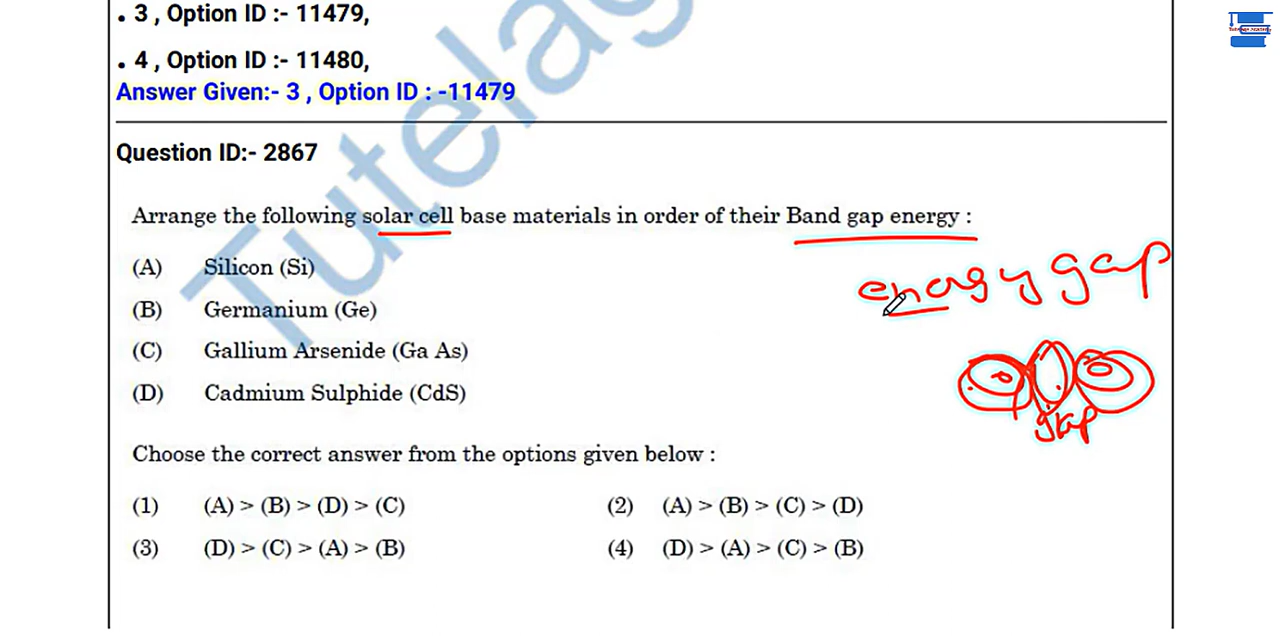 . 3 , Option ID :- 11479,
. 4 , Option ID :- 11480,
Answer Given:- 3 , Option ID : -11479
Question ID:- 2867
Arrange the following solar cell base materials in order of their Band gap energy :
(A) Silicon (Si)
energy gap
(B) Germanium (Ge)
(C) Gallium Arsenide (Ga As)
(D) Cadmium Sulphide (CdS)
gap
Choose the correct answer from the options given below :
(1) (A) > (B) > (D) > (C) (2) (A) > (B) > (C) > (D)
(3) (D) > (C) > (A) > (B) (4) (D) > (A) > (C) > (B)
Tutelag